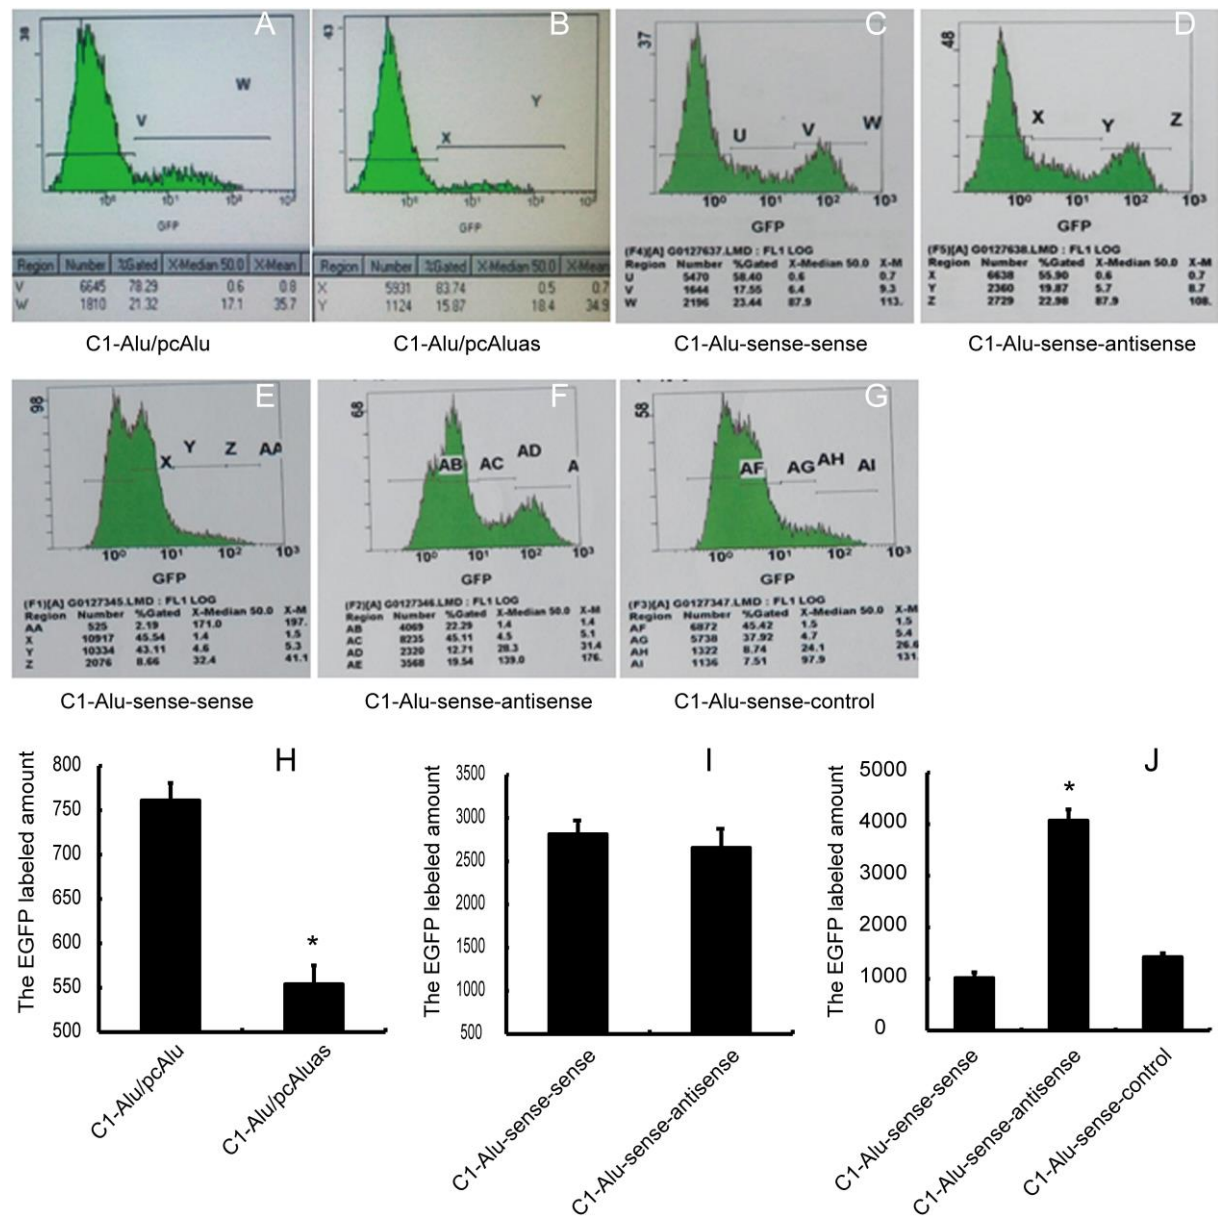 A
38
W
V
10⁰ 10¹ 10² 10³
GFP
Region Number %Gated X-Median 50.0 X-Mean
V 6645 78.29 0.6 0.8
W 1810 21.32 17.1 35.7
C1-Alu/pcAlu
B
43
Y
X
10⁰ 10¹ 10² 10³
GFP
Region Number %Gated X-Median 50.0 X-Mean
X 5931 83.74 0.5 0.7
Y 1124 15.87 18.4 34.9
C1-Alu/pcAluas
C
37
U V W
10⁰ 10¹ 10² 10³
GFP
(F4)[A] G0127637.LMD : FL1 LOG
Region Number %Gated X-Median 50.0 X-M
U 5470 58.40 0.6 0.7
V 1644 17.55 6.4 9.3
W 2196 23.44 87.9 113.
C1-Alu-sense-sense
D
48
X Y Z
10⁰ 10¹ 10² 10³
GFP
(F5)[A] G0127638.LMD : FL1 LOG
Region Number %Gated X-Median 50.0 X-M
X 6638 55.90 0.6 0.7
Y 2360 19.87 5.7 8.7
Z 2729 22.98 87.9 108.
C1-Alu-sense-antisense
E
98
X Y Z AA
10⁰ 10¹ 10² 10³
GFP
(F1)[A] G0127345.LMD : FL1 LOG
Region Number %Gated X-Median 50.0 X-M
AA 525 2.19 171.0 197.
X 10917 45.54 1.4 1.5
Y 10334 43.11 4.6 5.3
Z 2076 8.66 32.4 41.1
C1-Alu-sense-sense
F
68
AB AC AD A
10⁰ 10¹ 10² 10³
GFP
(F2)[A] G0127346.LMD : FL1 LOG
Region Number %Gated X-Median 50.0 X-M
AB 4069 22.29 1.4 1.4
AC 8235 45.11 4.5 5.1
AD 2320 12.71 28.3 31.4
AE 3568 19.54 139.0 176.
C1-Alu-sense-antisense
G
58
AF AG AH AI
10⁰ 10¹ 10² 10³
GFP
(F3)[A] G0127347.LMD : FL1 LOG
Region Number %Gated X-Median 50.0 X-M
AF 6872 45.42 1.5 1.5
AG 5738 37.92 4.7 5.4
AH 1322 8.74 24.1 26.6
AI 1136 7.51 97.9 131.
C1-Alu-sense-control
H
The EGFP labeled amount
800
750
700
650
600
550
500
*
C1-Alu/pcAlu
C1-Alu/pcAluas
I
The EGFP lebeled amount
3500
3000
2500
2000
1500
1000
500
C1-Alu-sense-sense
C1-Alu-sense-antisense
J
The EGFP labeled amount
5000
4000
3000
2000
1000
0
*
C1-Alu-sense-sense
C1-Alu-sense-antisense
C1-Alu-sense-control